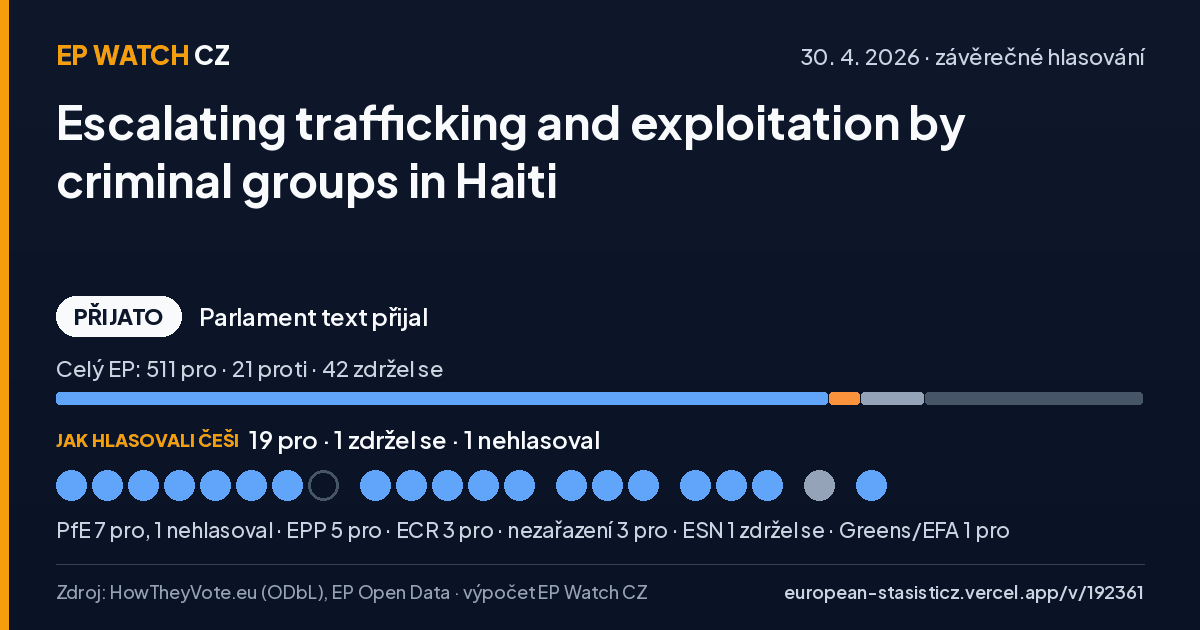 EP WATCH CZ
30. 4. 2026 · závěrečné hlasování
Escalating trafficking and exploitation by
criminal groups in Haiti
PŘIJATO Parlament text přijal
Celý EP: 511 pro · 21 proti · 42 zdržel se
JAK HLASOVALI ČEŠI 19 pro · 1 zdržel se · 1 nehlasoval
PfE 7 pro, 1 nehlasoval · EPP 5 pro · ECR 3 pro · nezařazení 3 pro · ESN 1 zdržel se · Greens/EFA 1 pro
Zdroj: HowTheyVote.eu (ODbL), EP Open Data · výpočet EP Watch CZ
european-stasisticz.vercel.app/v/192361